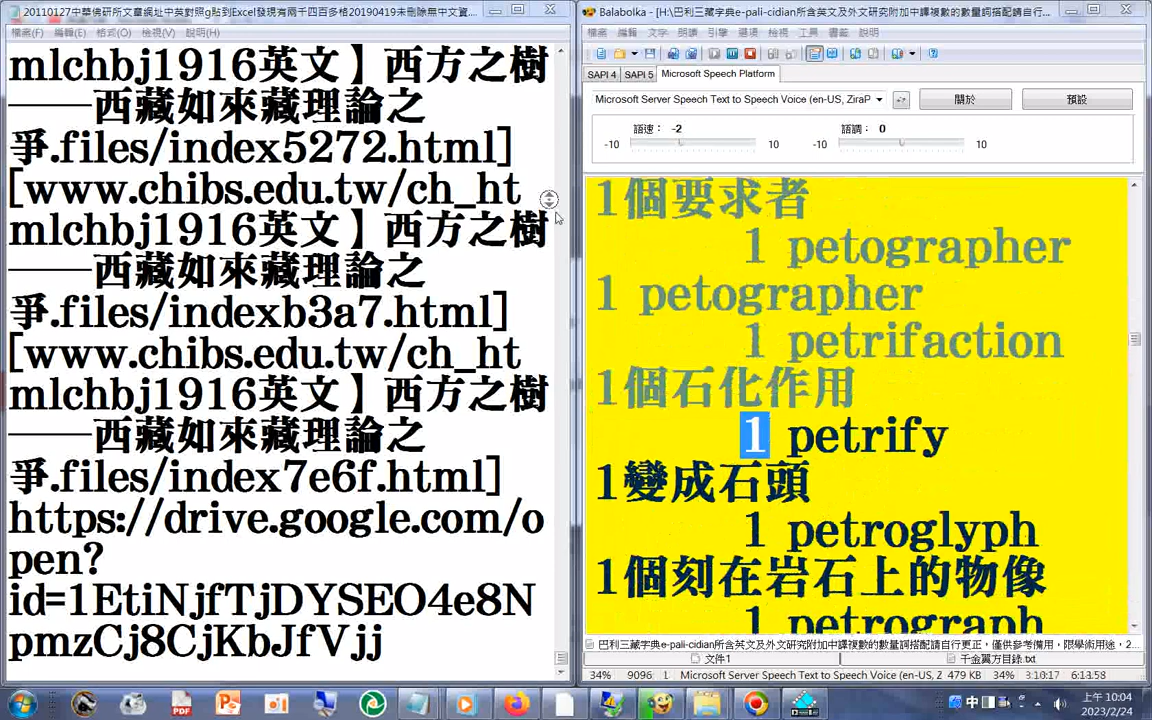 20110127中華佛研所文章網址中英對照g點到Excel發現有兩千四百多格20190419未刪除無中文資...
檔案(F) 編輯(E) 格式(O) 檢視(V) 說明(H)
mlchbj1916英文】西方之樹
——西藏如來藏理論之
爭.files/index5272.html]
[www.chibs.edu.tw/ch_ht
mlchbj1916英文】西方之樹
——西藏如來藏理論之
爭.files/indexb3a7.html]
[www.chibs.edu.tw/ch_ht
mlchbj1916英文】西方之樹
——西藏如來藏理論之
爭.files/index7e6f.html]
https://drive.google.com/o
pen?
id=1EtiNjfTjDYSEO4e8N
pmzCj8CjKbJfVjj
Balabolka - [H:\巴利三藏字典e-pali-cidian所含英文及外文研究附加中譯複數的數量詞搭配請自行更正,僅供參考備用,限學術用途,...
檔案 編輯 文字 朗讀 引擎 選項 檢視 書籤 說明
SAPI 4 SAPI 5 Microsoft Speech Platform
Microsoft Server Speech Text to Speech Voice (en-US, ZiraP 關於 預設
語速: -2 語調: 0
-10 10 -10 10
1個要求者
1 petographer
1 petographer
1 petrifaction
1個石化作用
1 petrify
1變成石頭
1 petroglyph
1個刻在岩石上的物像
1 petrograph
巴利三藏字典e-pali-cidian所含英文及外文研究附加中譯複數的數量詞搭配請自行更正,僅供參考備用,限學術用途, 2...
文件1 千金翼方目錄.txt
34% 9096: 1 Microsoft Server Speech Text to Speech Voice (en-US, Z 479 KB 34% 3:10:17 6:13:58
中
上午 10:04
2023/2/24